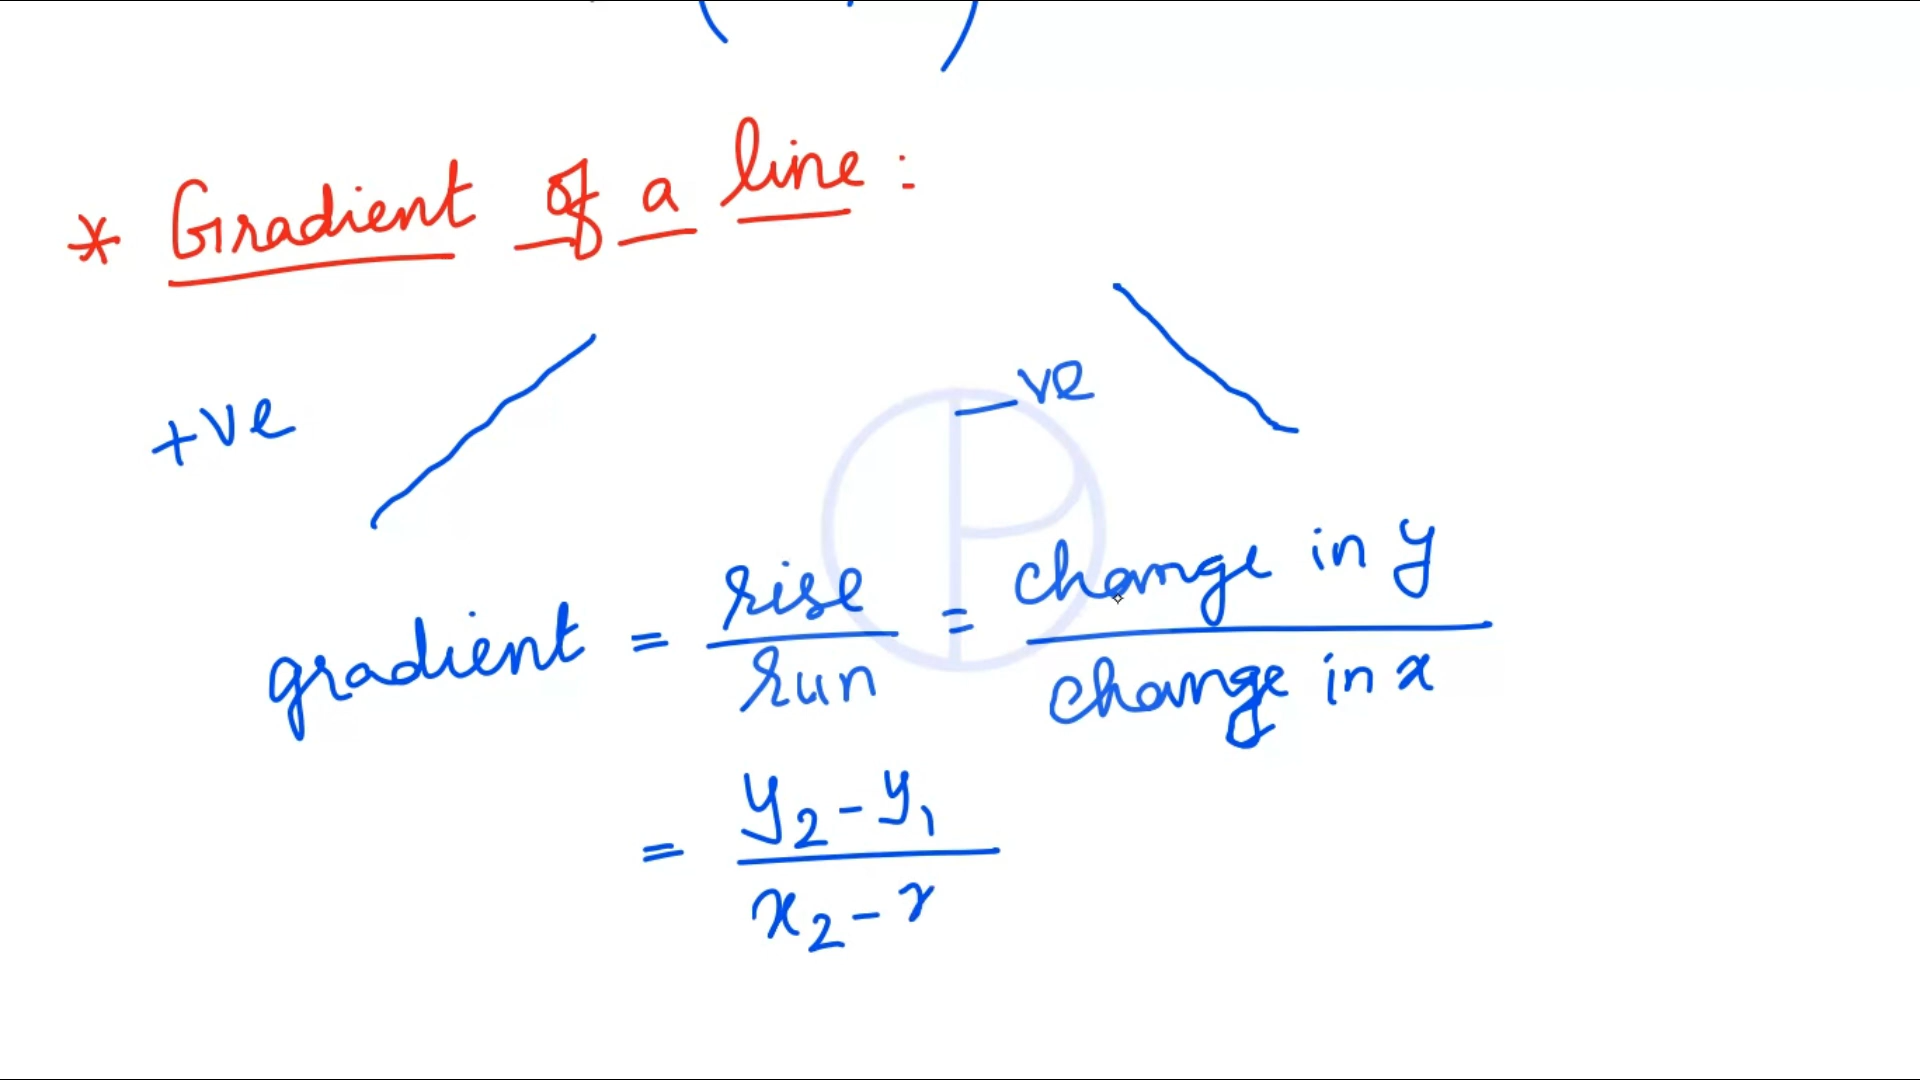 * Gradient of a line :
+ve
-ve
gradient = rise/run = change in y/change in x
= y₂-y₁/x₂-x